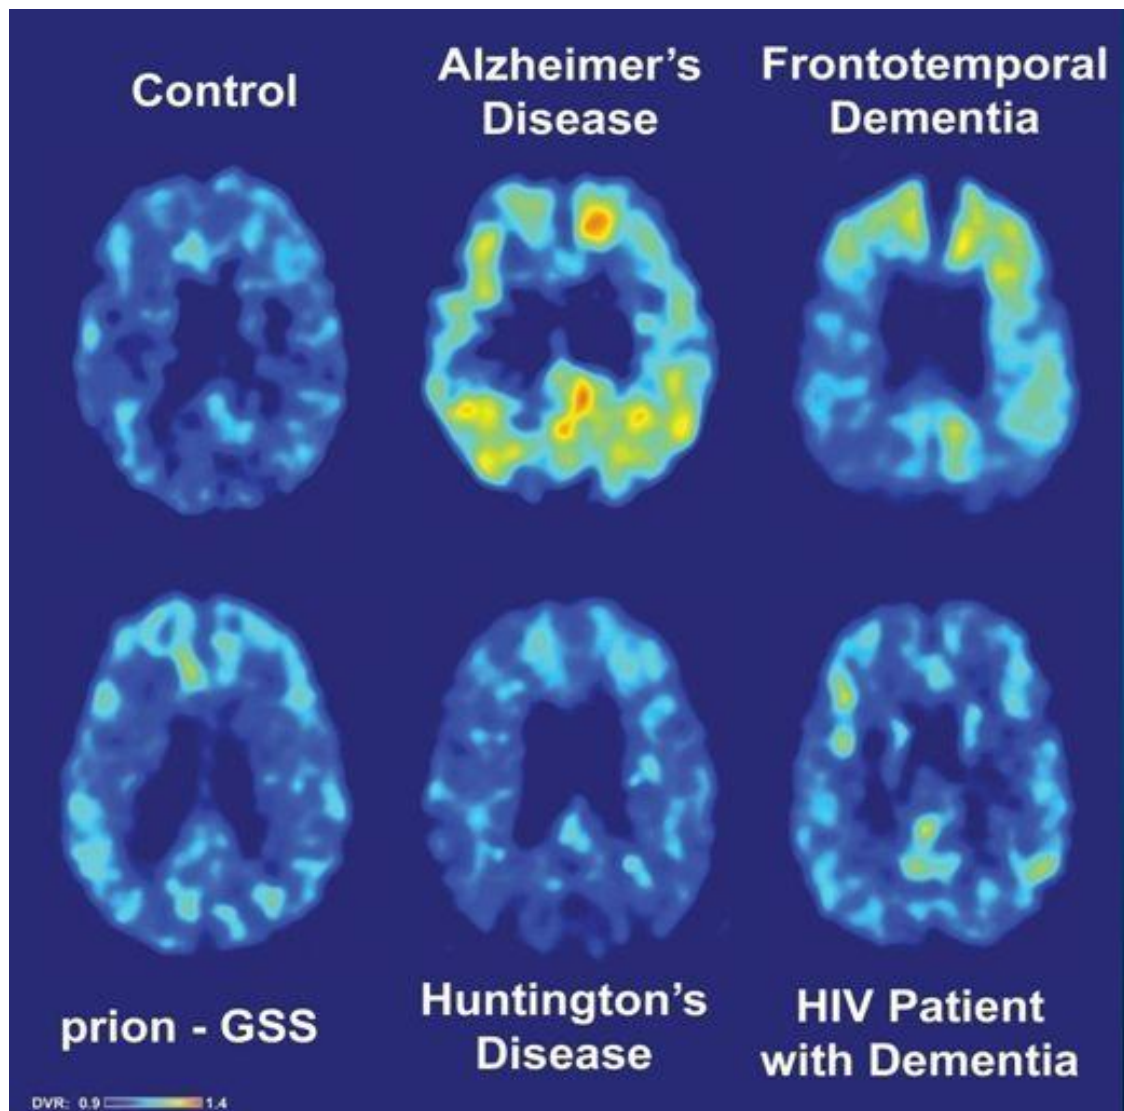 Control
Alzheimer's
Disease
Frontotemporal
Dementia
prion - GSS
Huntington's
Disease
HIV Patient
with Dementia
DVR: 0.9 1.4